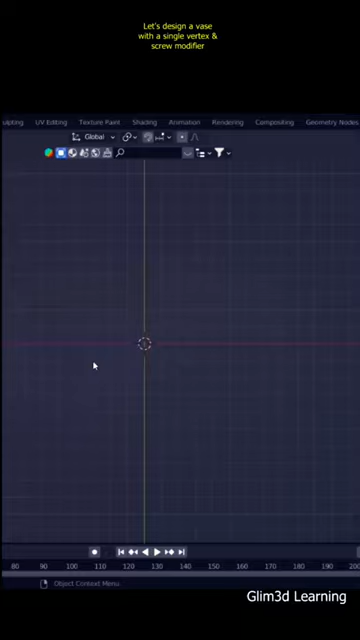 Let's design a vase
with a single vertex &
screw modifier
ulpting UV Editing Texture Paint Shading Animation Rendering Compositing Geometry Nodes
Global
80 90 100 110 120 130 140 150 160 170 180 190 200
Object Context Menu
Glim3d Learning